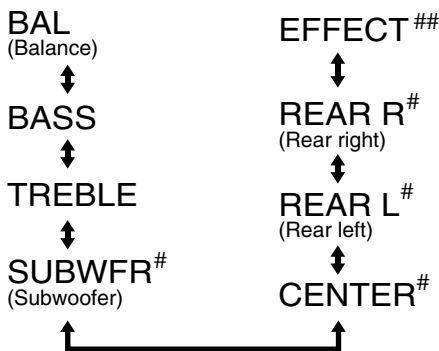 BAL
(Balance)
BASS
TREBLE
SUBWFR#
(Subwoofer)
EFFECT##
REAR R#
(Rear right)
REAR L#
(Rear left)
CENTER#